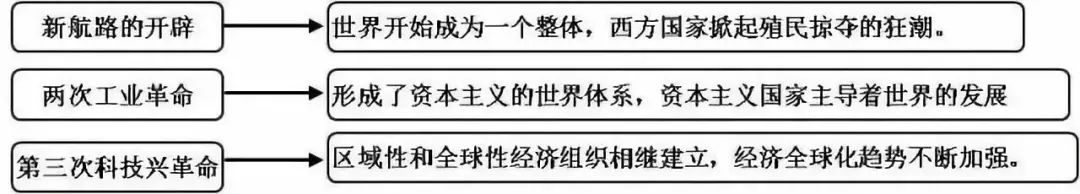 新航路的开辟
世界开始成为一个整体，西方国家掀起殖民掠夺的狂潮。
两次工业革命
形成了资本主义的世界体系，资本主义国家主导着世界的发展
第三次科技兴革命
区域性和全球性经济组织相继建立，经济全球化趋势不断加强。